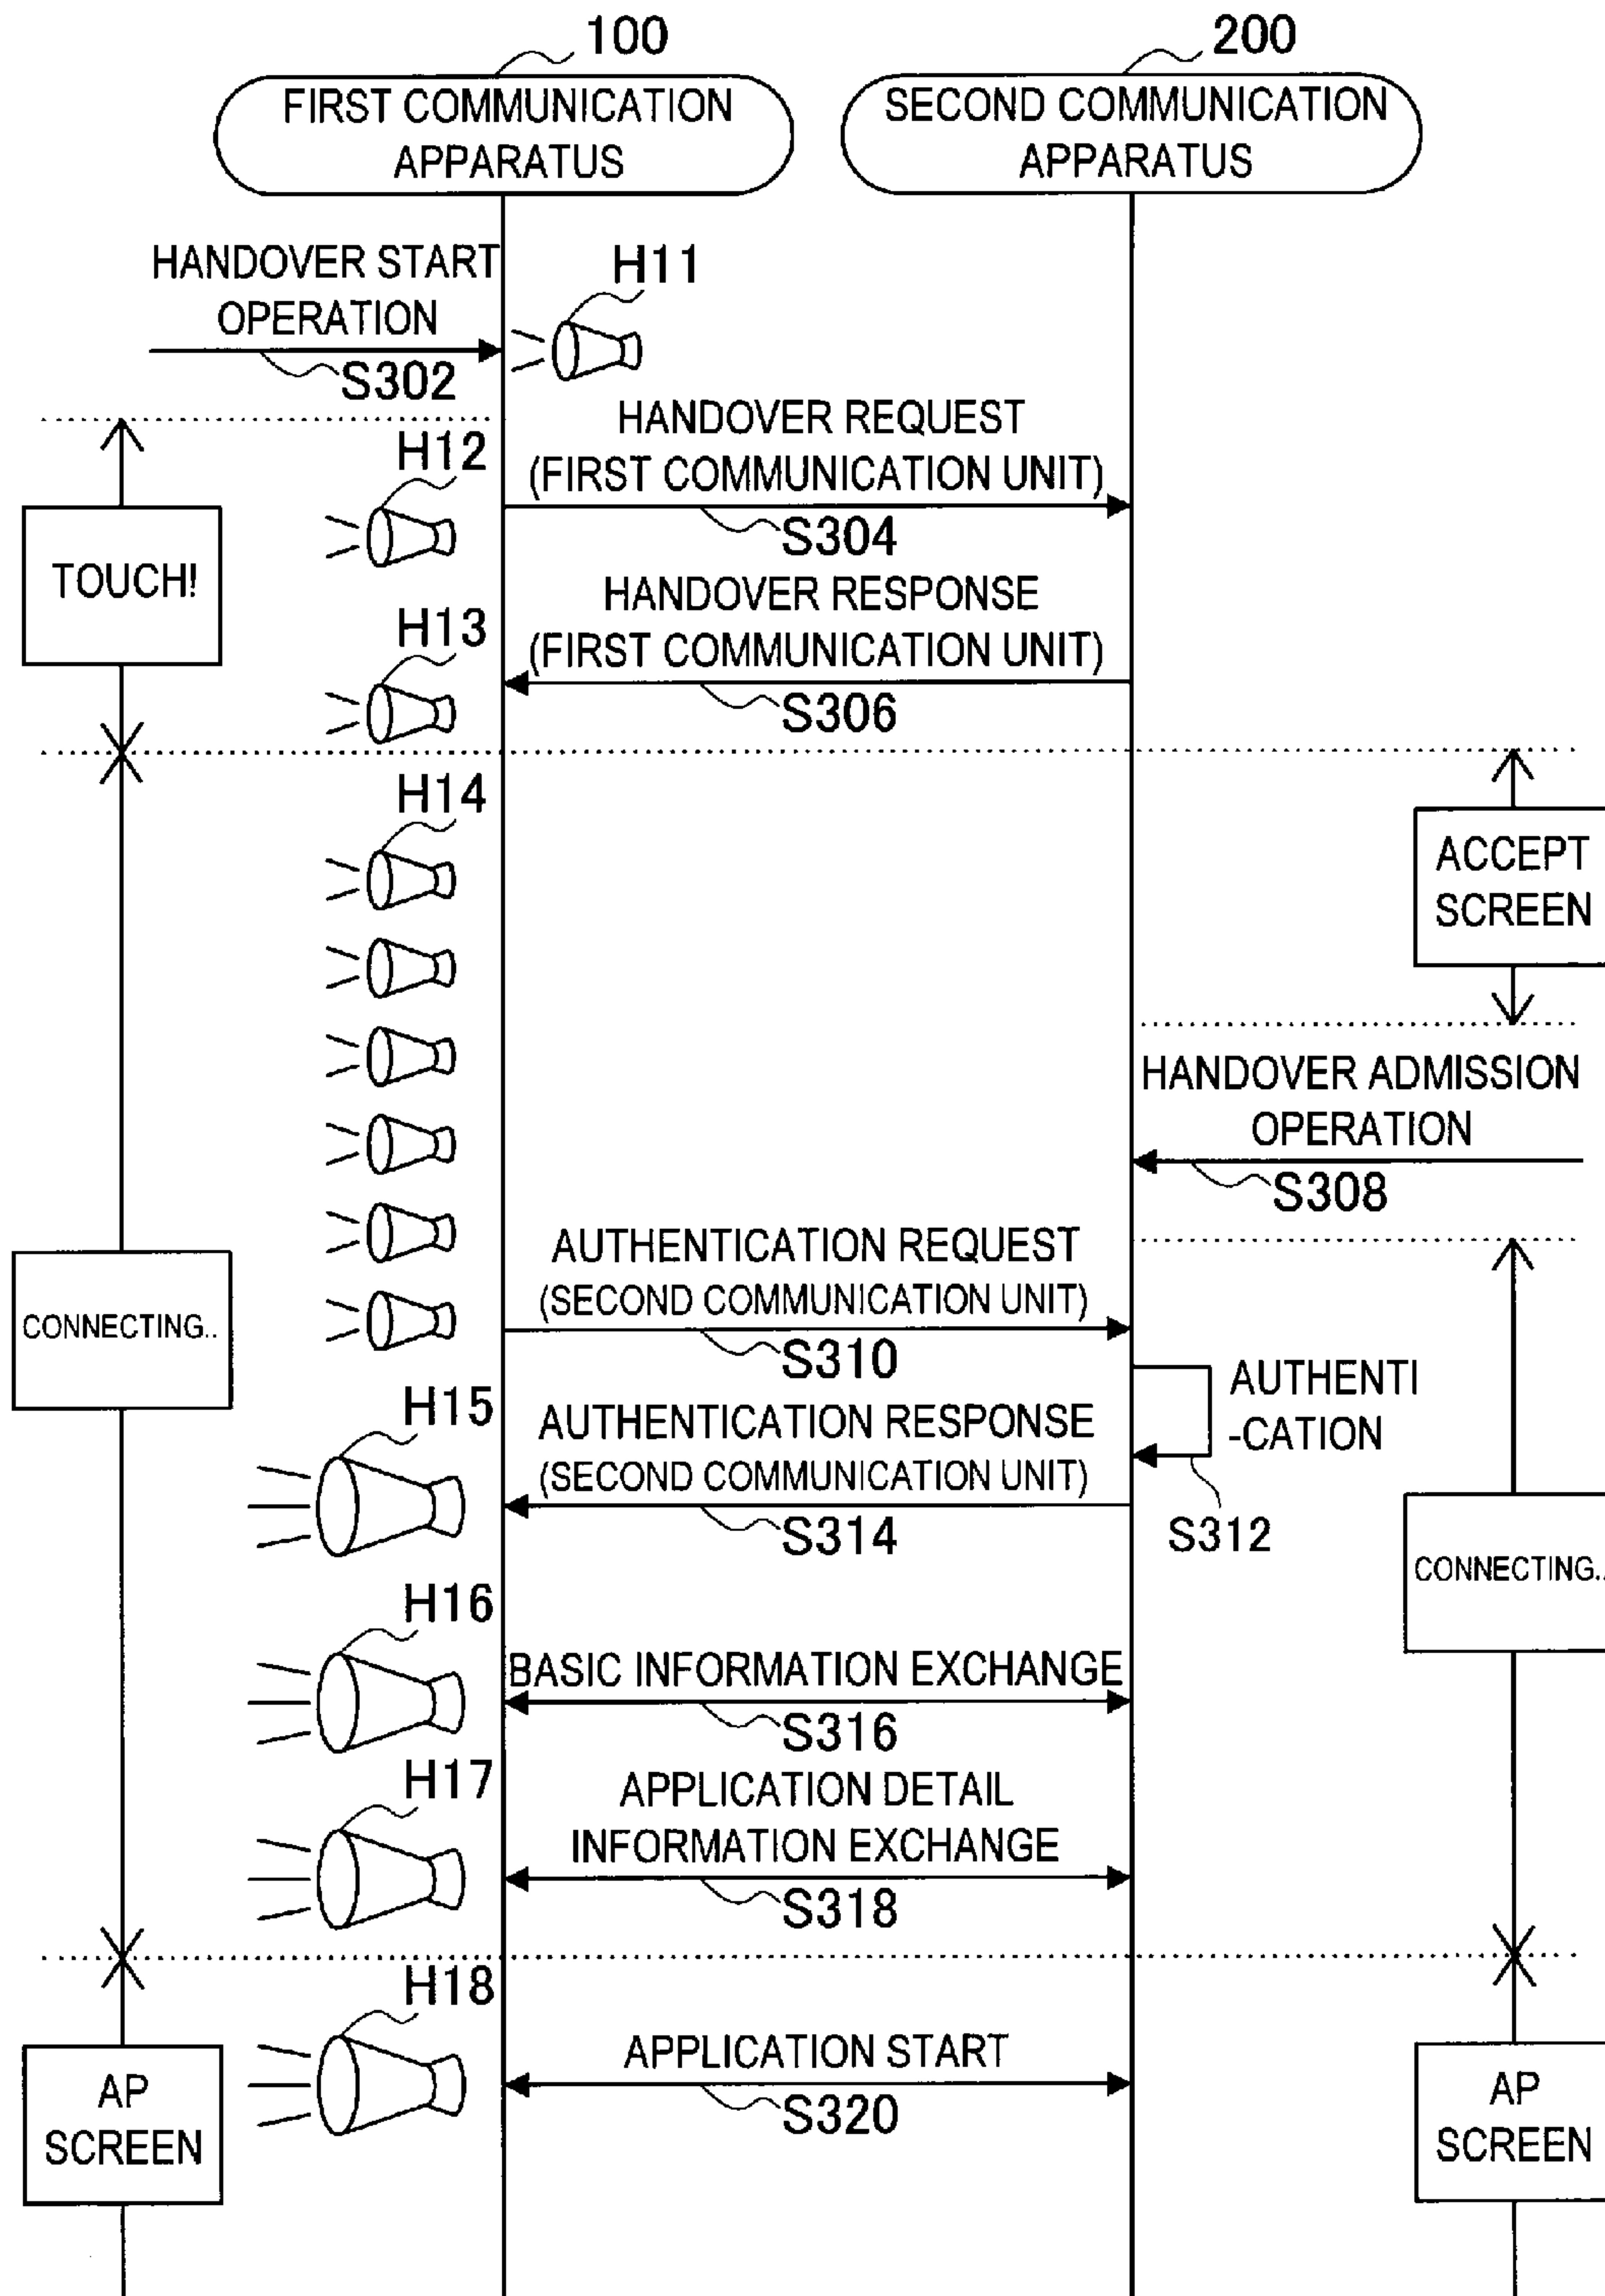 100
200
FIRST COMMUNICATION
APPARATUS
SECOND COMMUNICATION
APPARATUS
HANDOVER START
OPERATION
S302
H11
HANDOVER REQUEST
(FIRST COMMUNICATION UNIT)
S304
H12
TOUCH!
HANDOVER RESPONSE
(FIRST COMMUNICATION UNIT)
S306
H13
H14
ACCEPT
SCREEN
HANDOVER ADMISSION
OPERATION
S308
AUTHENTICATION REQUEST
(SECOND COMMUNICATION UNIT)
S310
CONNECTING..
AUTHENTI
-CATION
S312
H15
AUTHENTICATION RESPONSE
(SECOND COMMUNICATION UNIT)
S314
CONNECTING..
H16
BASIC INFORMATION EXCHANGE
S316
H17
APPLICATION DETAIL
INFORMATION EXCHANGE
S318
H18
APPLICATION START
S320
AP
SCREEN
AP
SCREEN